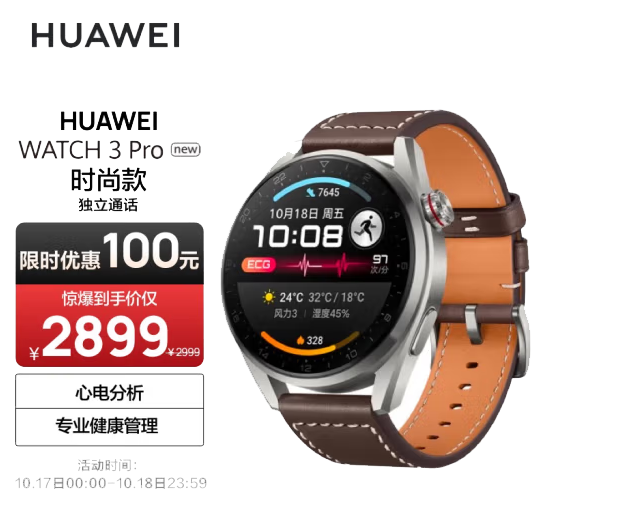 HUAWEI
HUAWEI
WATCH 3 Pro new
时尚款
独立通话
限时优惠100元
惊爆到手价仅
¥2899 ¥2999
心电分析
专业健康管理
活动时间：
10.17日00:00-10.18日23:59
7645
10月18日 周五
10:08
ECG
97
次/分
24°C 32°C / 18°C
风力3 | 湿度45%
328